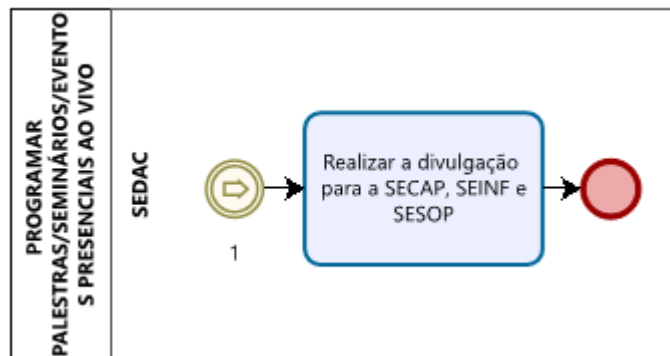 PROGRAMAR
PALESTRAS/SEMINÁRIOS/EVENTO
S PRESENCIAIS AO VIVO
SEDAC
1
Realizar a divulgação
para a SECAP, SEINF e
SESOP